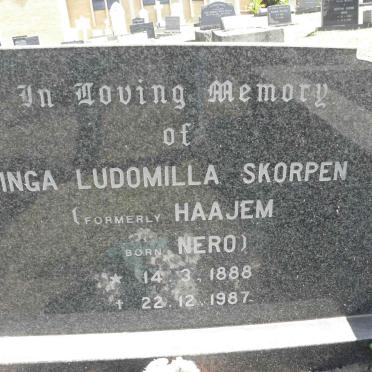 In Loving Memory
of
INGA LUDOMILLA SKORPEN
(FORMERLY HAAJEM
BORN NERO)
* 14.3.1888
† 22.12.1987